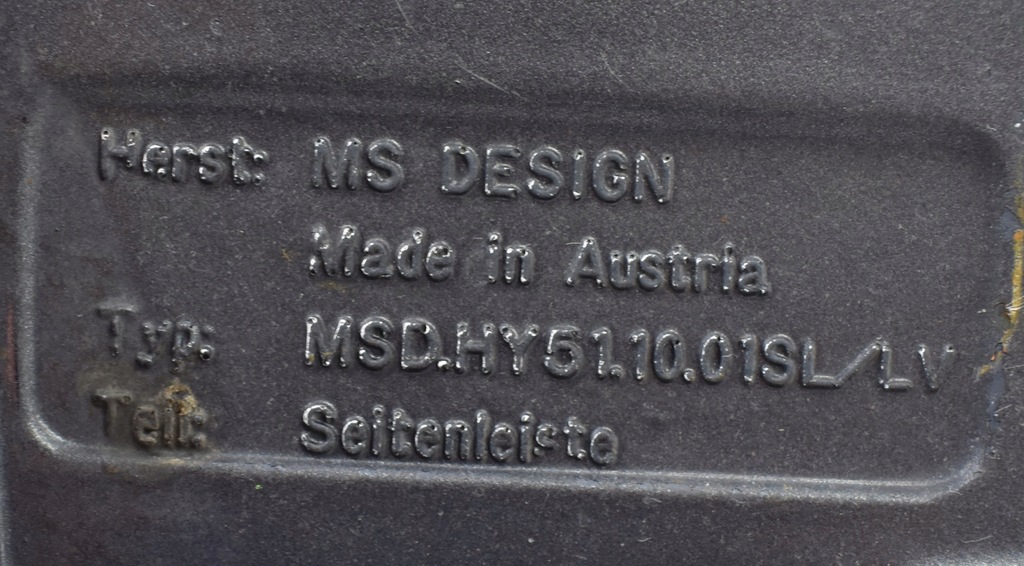 Herst: MS DESIGN
Made in Austria
Typ: MSD.HY51.10.01SL/LV
Teil: Seitenleiste